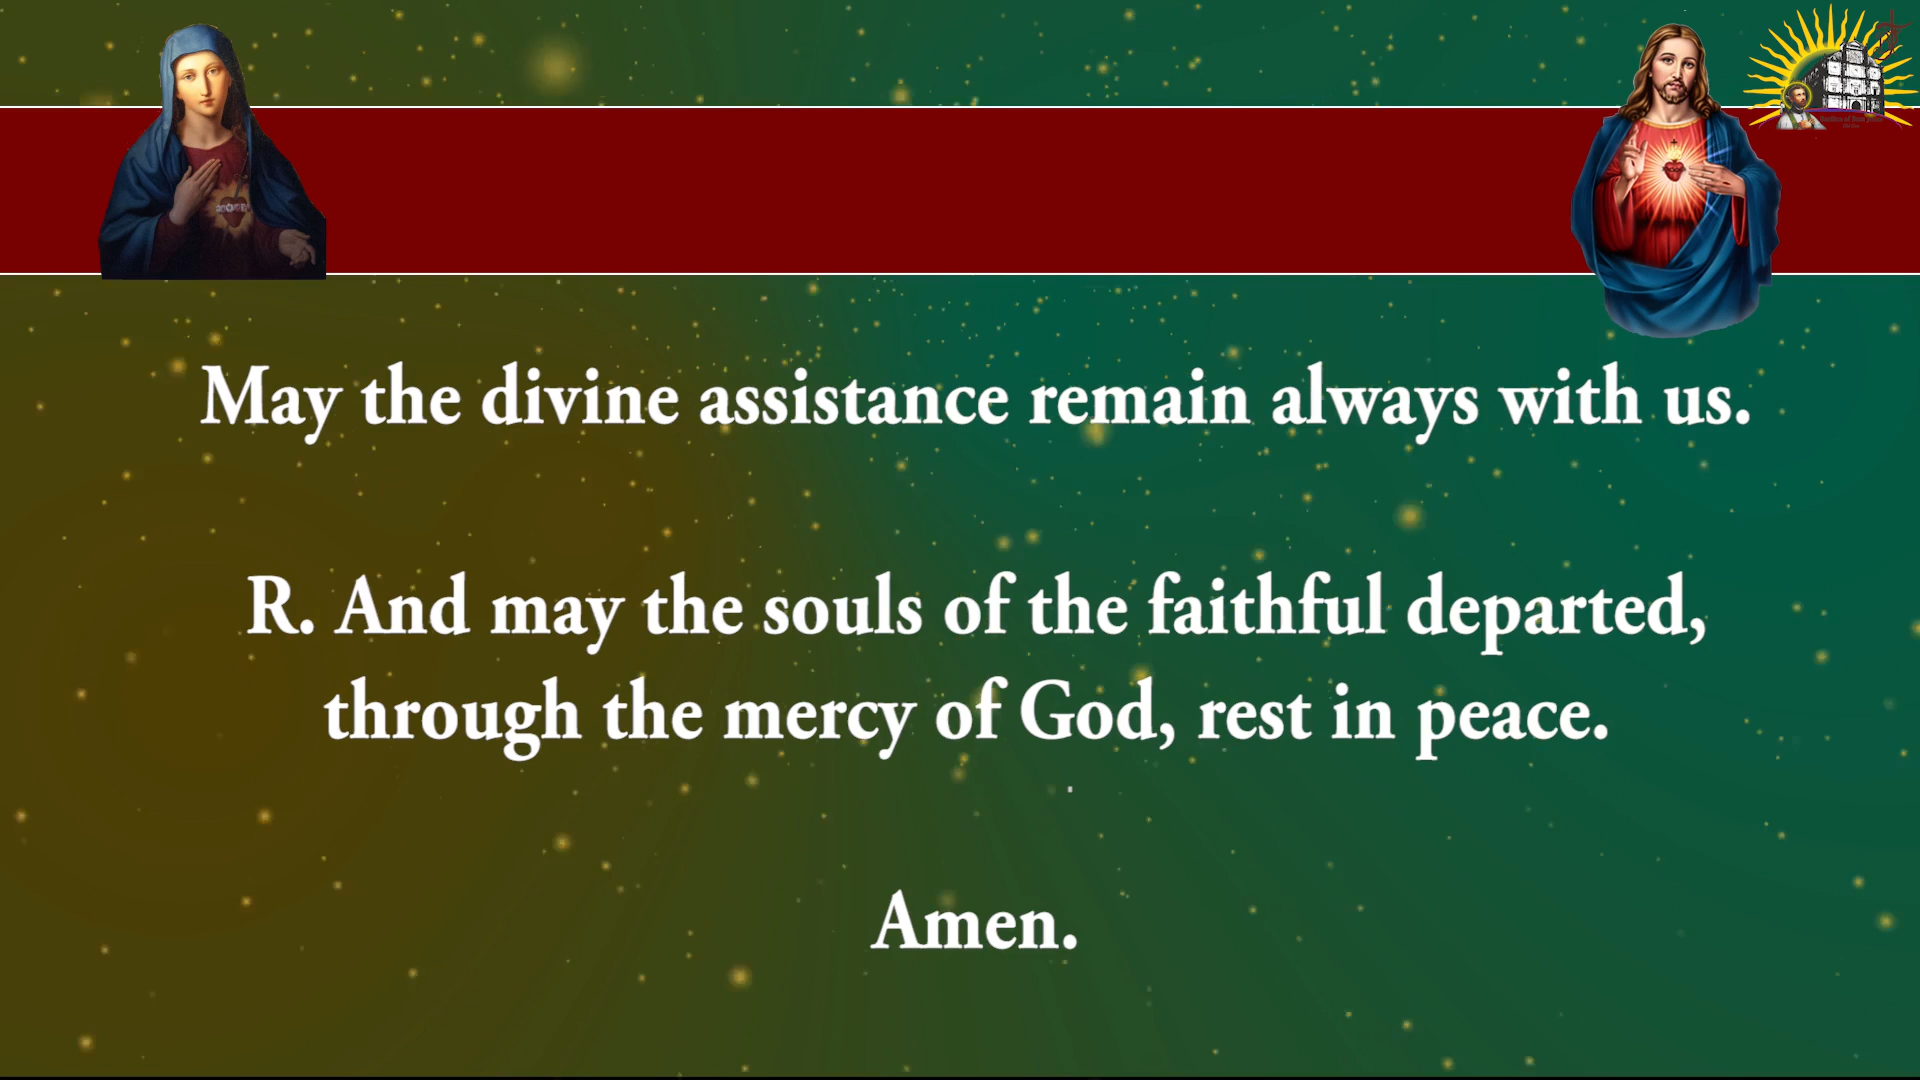 May the divine assistance remain always with us.
R. And may the souls of the faithful departed,
through the mercy of God, rest in peace.
Amen.